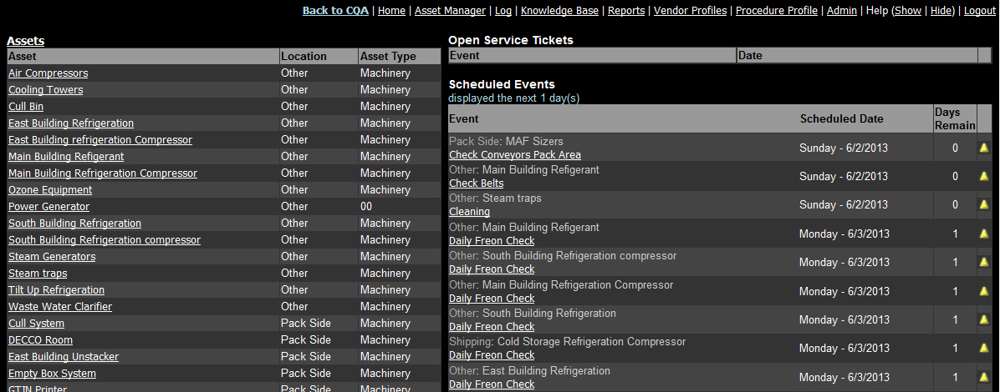 Back to CQA | Home | Asset Manager | Log | Knowledge Base | Reports | Vendor Profiles | Procedure Profile | Admin | Help (Show | Hide) | Logout
Assets
Asset Location Asset Type
Air Compressors Other Machinery
Cooling Towers Other Machinery
Cull Bin Other Machinery
East Building Refrigeration Other Machinery
East Building refrigeration Compressor Other Machinery
Main Building Refigerant Other Machinery
Main Building Refrigeration Compressor Other Machinery
Ozone Equipment Other Machinery
Power Generator Other 00
South Building Refrigeration Other Machinery
South Building Refrigeration compressor Other Machinery
Steam Generators Other Machinery
Steam traps Other Machinery
Tilt Up Refrigeration Other Machinery
Waste Water Clarifier Other Machinery
Cull System Pack Side Machinery
DECCO Room Pack Side Machinery
East Building Unstacker Pack Side Machinery
Empty Box System Pack Side Machinery
GTIN Printer Pack Side Machinery
Open Service Tickets
Event Date
Scheduled Events
displayed the next 1 day(s)
Event Scheduled Date Days Remain
Pack Side: MAF Sizers
Check Conveyors Pack Area Sunday - 6/2/2013 0
Other: Main Building Refigerant
Check Belts Sunday - 6/2/2013 0
Other: Steam traps
Cleaning Sunday - 6/2/2013 0
Other: Main Building Refigerant
Daily Freon Check Monday - 6/3/2013 1
Other: South Building Refrigeration compressor
Daily Freon Check Monday - 6/3/2013 1
Other: Main Building Refrigeration Compressor
Daily Freon Check Monday - 6/3/2013 1
Other: South Building Refrigeration
Daily Freon Check Monday - 6/3/2013 1
Shipping: Cold Storage Refrigeration Compressor
Daily Freon Check Monday - 6/3/2013 1
Other: East Building Refrigeration
Daily Freon Check Monday - 6/3/2013 1